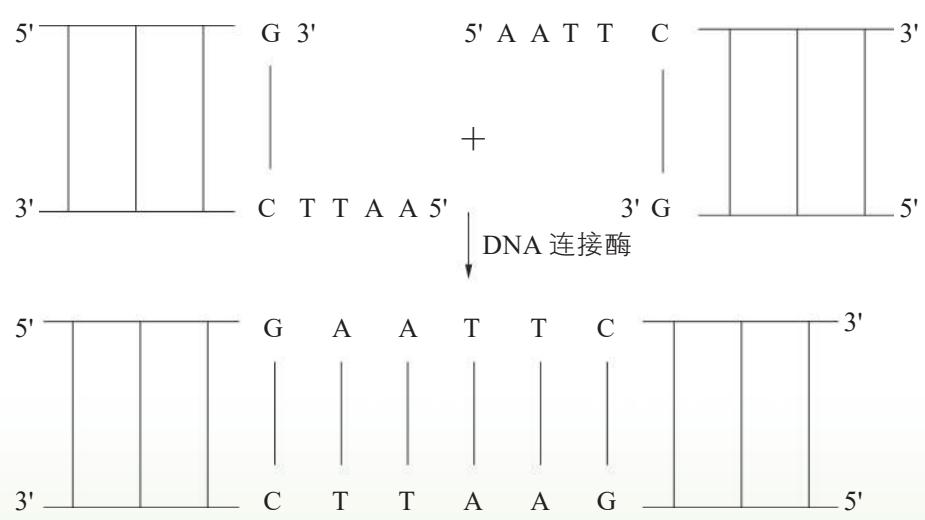 5' G 3' 5' A A T T C 3'
+
3' C T T A A 5' 3' G 5'
DNA 连接酶
5' G A A T T C 3'
3' C T T A A G 5'